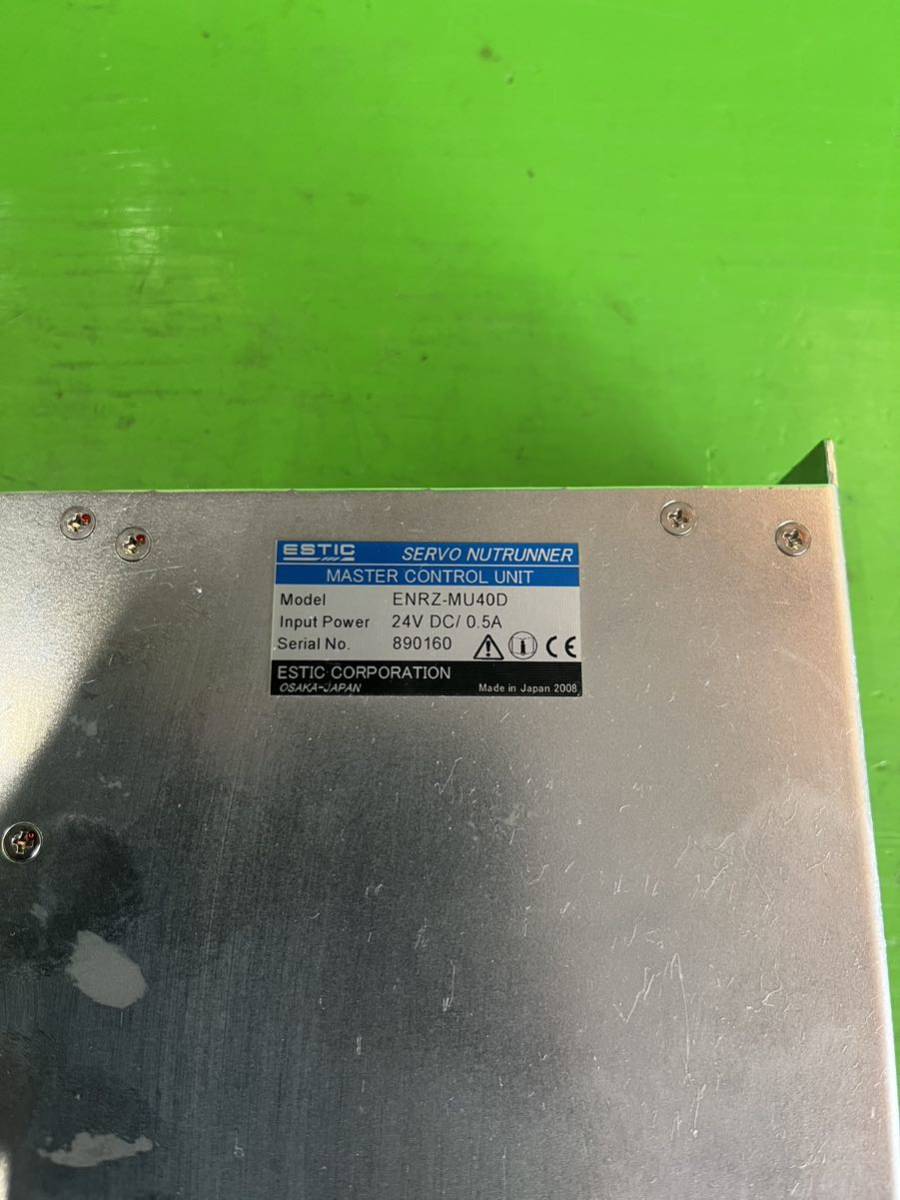 ESTIC SERVO NUTRUNNER
MASTER CONTROL UNIT
Model ENRZ-MU40D
Input Power 24V DC/ 0.5A
Serial No. 890160 CE
ESTIC CORPORATION
OSAKA-JAPAN Made in Japan 2008